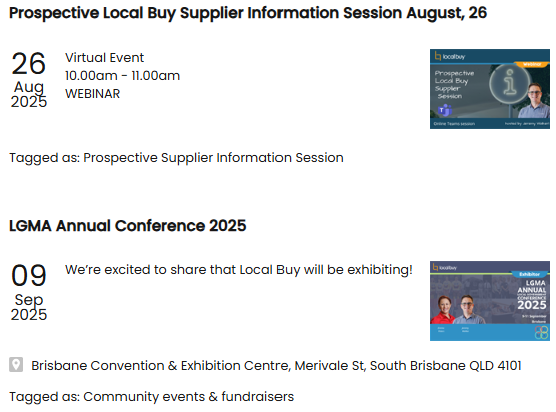 Prospective Local Buy Supplier Information Session August, 26
26
Aug
2025
Virtual Event
10.00am - 11.00am
WEBINAR
localbuy
Webinar
Prospective
Local Buy
Supplier
Session
Online Teams session
Tagged as: Prospective Supplier Information Session
LGMA Annual Conference 2025
09
Sep
2025
We’re excited to share that Local Buy will be exhibiting!
localbuy
Exhibitor
LGMA
ANNUAL
CONFERENCE
2025
Brisbane
Brisbane Convention & Exhibition Centre, Merivale St, South Brisbane QLD 4101
Tagged as: Community events & fundraisers